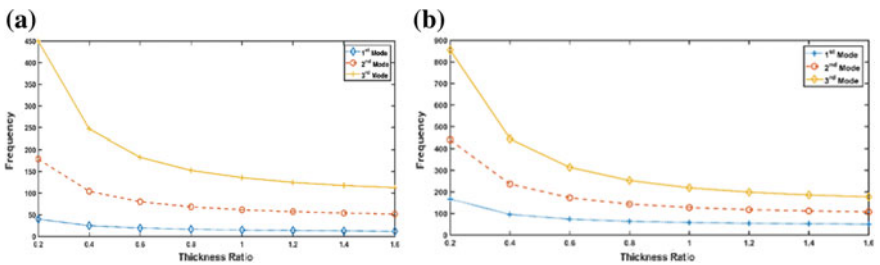 (a)
450
400
350
300
250
200
150
100
50
0
Frequency
0.2 0.4 0.6 0.8 1 1.2 1.4 1.6
Thickness Ratio
1st Mode
2nd Mode
3rd Mode
(b)
900
800
700
600
500
400
300
200
100
0
Frequency
0.2 0.4 0.6 0.8 1 1.2 1.4 1.6
Thickness Ratio
1st Mode
2nd Mode
3rd Mode